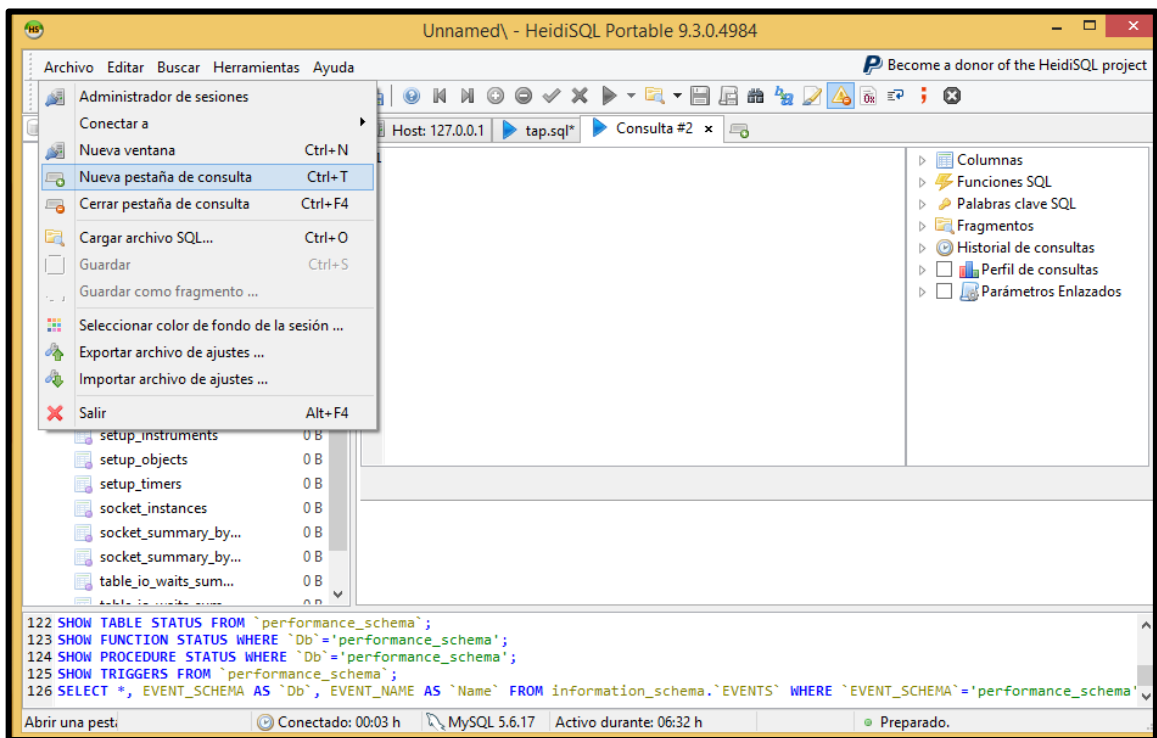 HS
Unnamed\ - HeidiSQL Portable 9.3.0.4984
Archivo Editar Buscar Herramientas Ayuda
Become a donor of the HeidiSQL project
Administrador de sesiones
Conectar a
Nueva ventana Ctrl+N
Nueva pestaña de consulta Ctrl+T
Cerrar pestaña de consulta Ctrl+F4
Cargar archivo SQL... Ctrl+O
Guardar Ctrl+S
Guardar como fragmento ...
Seleccionar color de fondo de la sesión ...
Exportar archivo de ajustes ...
Importar archivo de ajustes ...
Salir Alt+F4
Host: 127.0.0.1 tap.sql* Consulta #2
Columnas
Funciones SQL
Palabras clave SQL
Fragmentos
Historial de consultas
Perfil de consultas
Parámetros Enlazados
setup_instruments 0 B
setup_objects 0 B
setup_timers 0 B
socket_instances 0 B
socket_summary_by... 0 B
socket_summary_by... 0 B
table_io_waits_sum... 0 B
122 SHOW TABLE STATUS FROM `performance_schema`;
123 SHOW FUNCTION STATUS WHERE `Db`='performance_schema';
124 SHOW PROCEDURE STATUS WHERE `Db`='performance_schema';
125 SHOW TRIGGERS FROM `performance_schema`;
126 SELECT *, EVENT_SCHEMA AS `Db`, EVENT_NAME AS `Name` FROM information_schema.`EVENTS` WHERE `EVENT_SCHEMA`='performance_schema'
Abrir una pest Conectado: 00:03 h MySQL 5.6.17 Activo durante: 06:32 h Preparado.